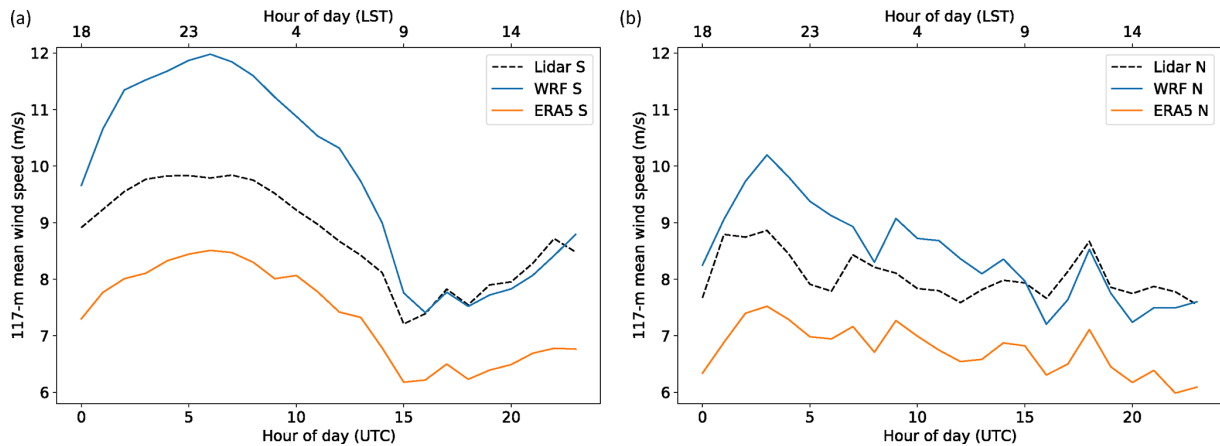 (a)
Hour of day (LST)
18 23 4 9 14
12
11
10
9
8
7
6
117-m mean wind speed (m/s)
Lidar S
WRF S
ERA5 S
0 5 10 15 20
Hour of day (UTC)
(b)
Hour of day (LST)
18 23 4 9 14
12
11
10
9
8
7
6
117-m mean wind speed (m/s)
Lidar N
WRF N
ERA5 N
0 5 10 15 20
Hour of day (UTC)